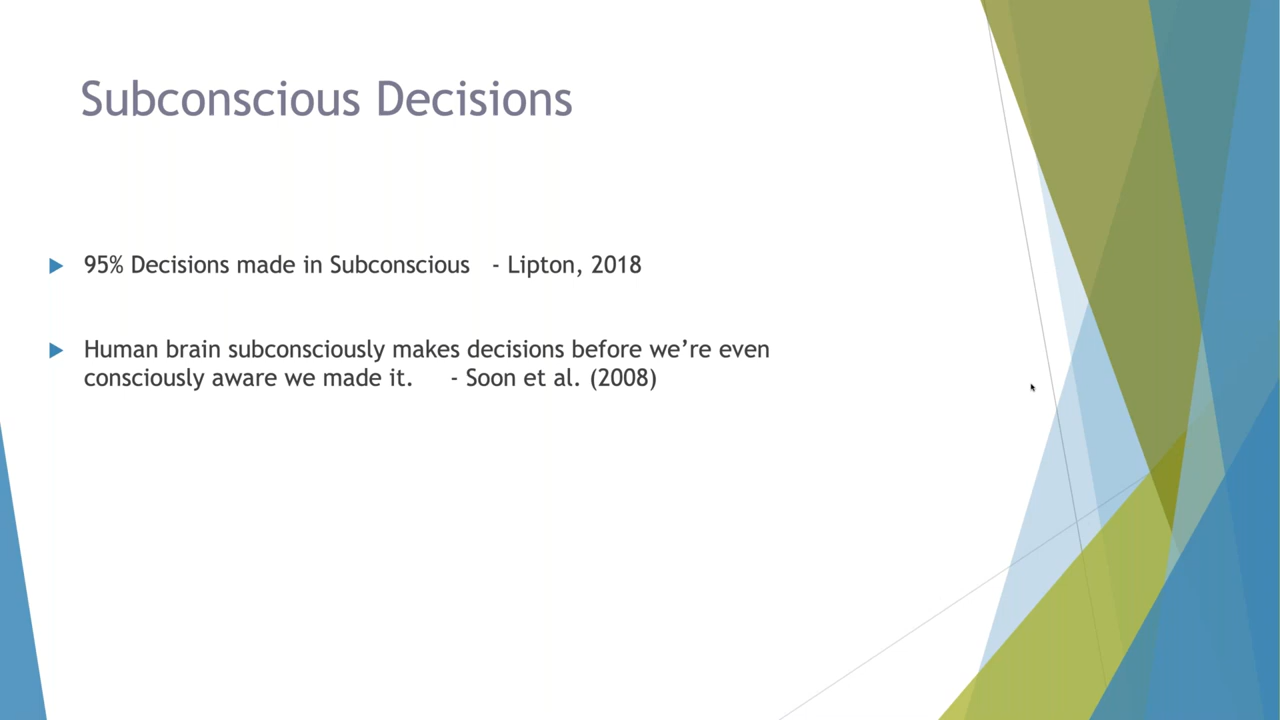 Subconscious Decisions
95% Decisions made in Subconscious - Lipton, 2018
Human brain subconsciously makes decisions before we’re even
consciously aware we made it. - Soon et al. (2008)